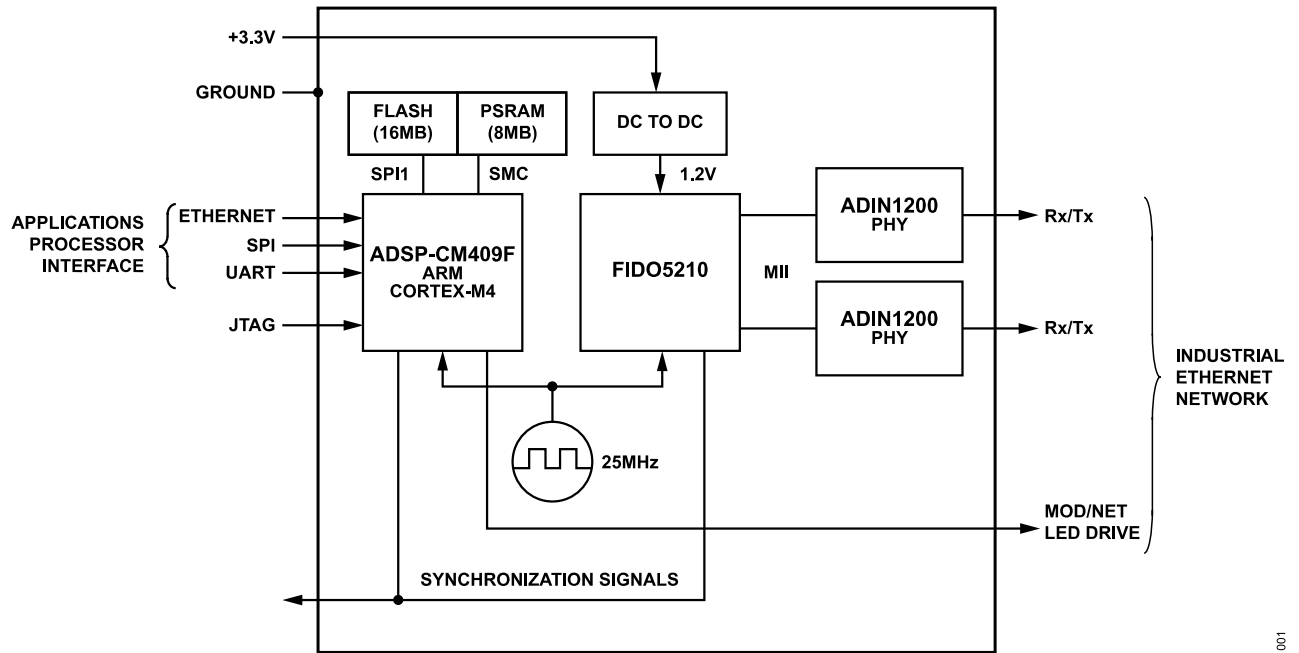 +3.3V
GROUND
FLASH
(16MB)
PSRAM
(8MB)
DC TO DC
SPI1
SMC
1.2V
APPLICATIONS
PROCESSOR
INTERFACE
ETHERNET
SPI
UART
JTAG
ADSP-CM409F
ARM
CORTEX-M4
FIDO5210
MII
ADIN1200
PHY
Rx/Tx
ADIN1200
PHY
Rx/Tx
INDUSTRIAL
ETHERNET
NETWORK
25MHz
MOD/NET
LED DRIVE
SYNCHRONIZATION SIGNALS
001